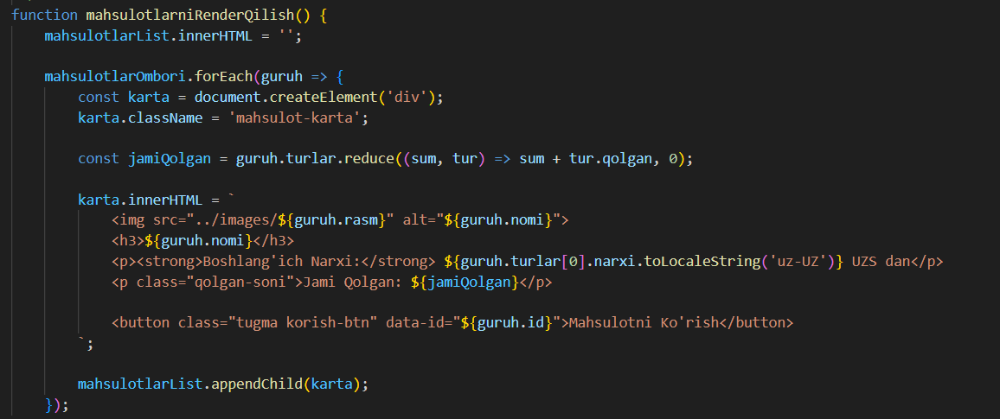 function mahsulotlarniRenderQilish() {
    mahsulotlarList.innerHTML = '';

    mahsulotlarOmbori.forEach(guruh => {
        const karta = document.createElement('div');
        karta.className = 'mahsulot-karta';

        const jamiQolgan = guruh.turlar.reduce((sum, tur) => sum + tur.qolgan, 0);

        karta.innerHTML = `
            <img src="../images/${guruh.rasm}" alt="${guruh.nomi}">
            <h3>${guruh.nomi}</h3>
            <p><strong>Boshlang'ich Narxi:</strong> ${guruh.turlar[0].narxi.toLocaleString('uz-UZ')} UZS dan</p>
            <p class="qolgan-soni">Jami Qolgan: ${jamiQolgan}</p>

            <button class="tugma korish-btn" data-id="${guruh.id}">Mahsulotni Ko'rish</button>
        `;

        mahsulotlarList.appendChild(karta);
    });